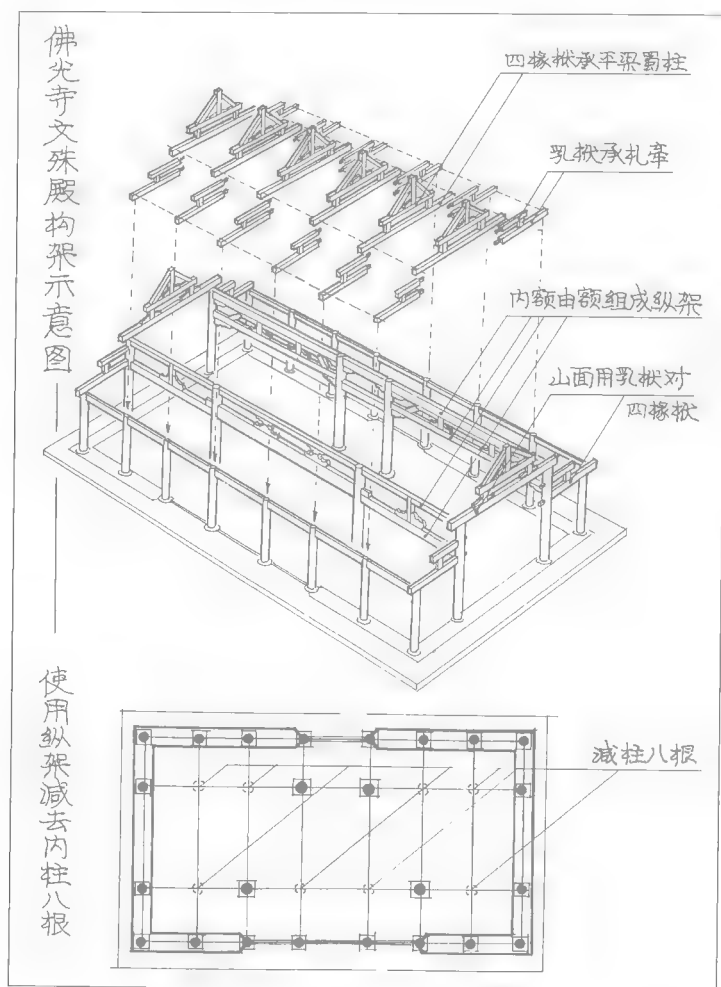 佛光寺文殊殿构架示意图——使用纵架减去内柱八根
四椽栿承平梁蜀柱
乳栿承扎牵
内额由额组成纵架
山面用乳栿对
四椽栿
减柱八根